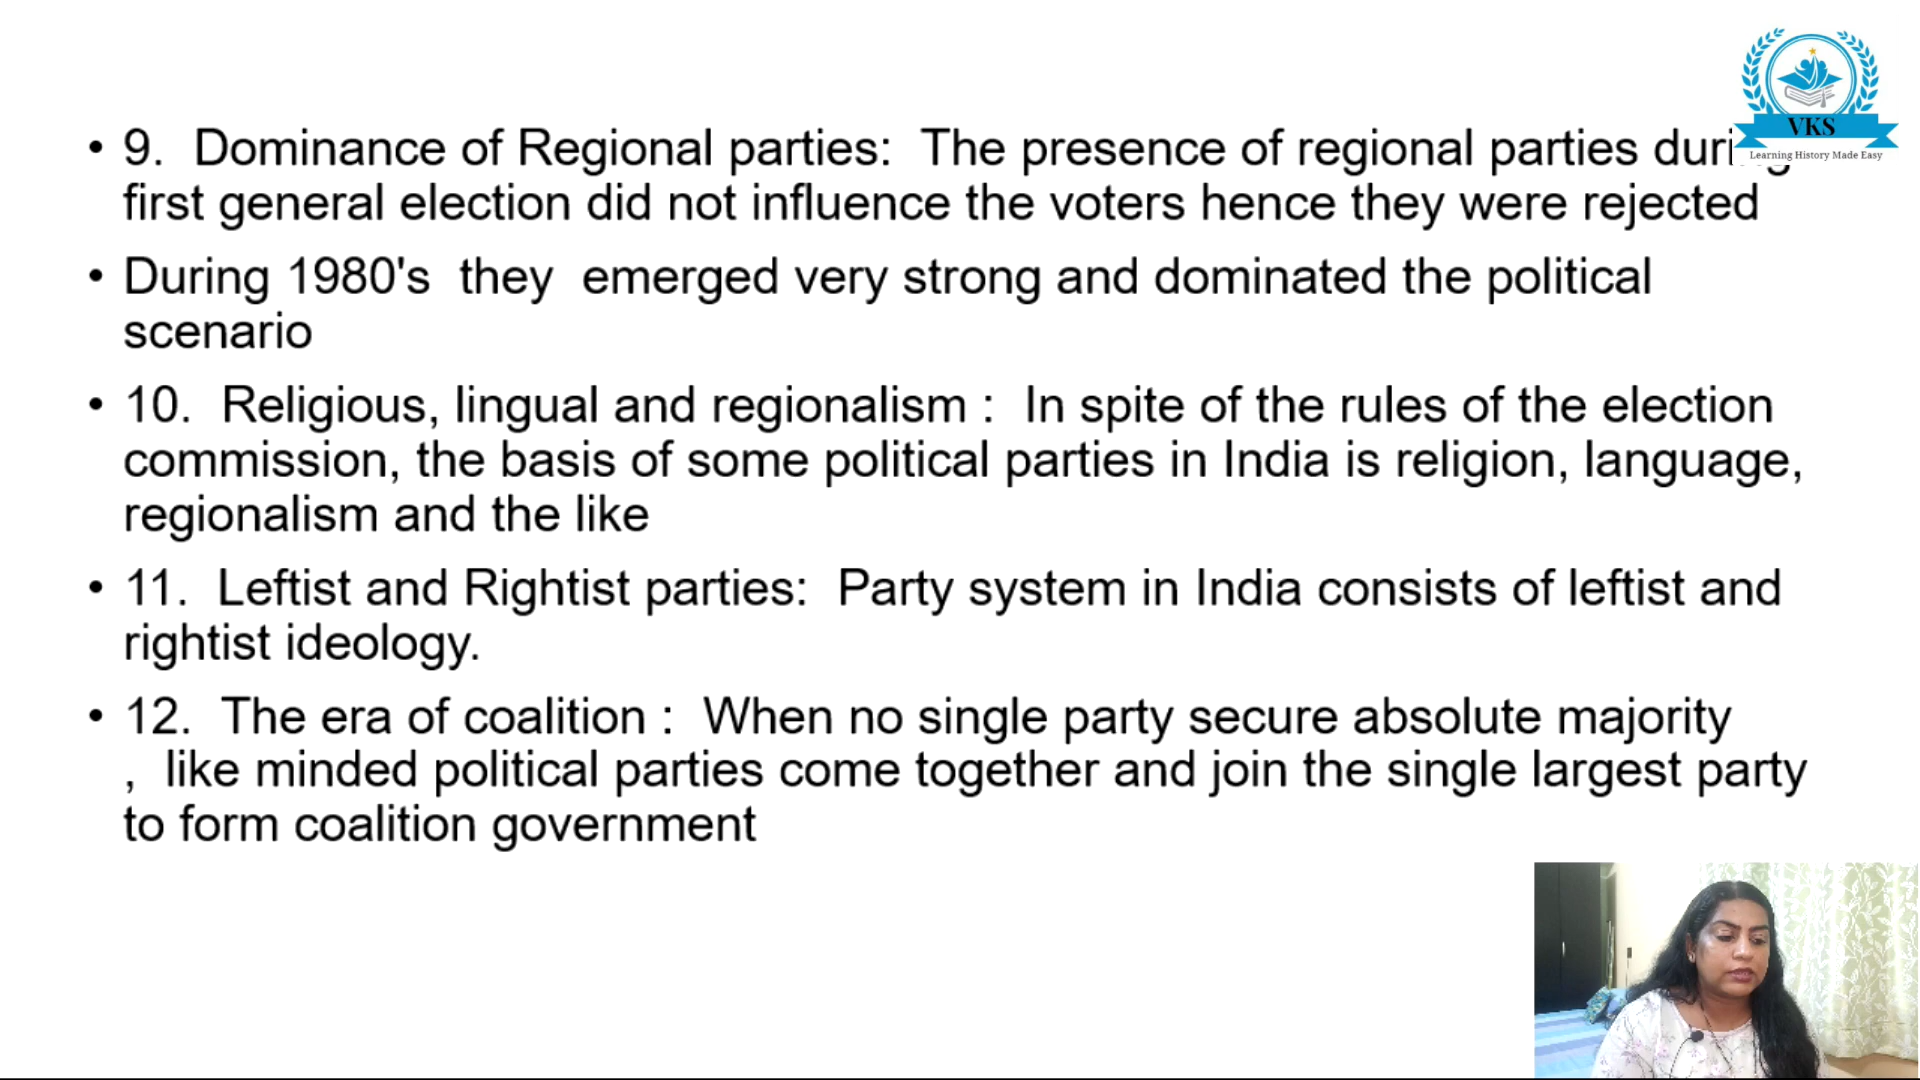 • 9. Dominance of Regional parties: The presence of regional parties during
first general election did not influence the voters hence they were rejected
• During 1980's they emerged very strong and dominated the political
scenario
• 10. Religious, lingual and regionalism : In spite of the rules of the election
commission, the basis of some political parties in India is religion, language,
regionalism and the like
• 11. Leftist and Rightist parties: Party system in India consists of leftist and
rightist ideology.
• 12. The era of coalition : When no single party secure absolute majority
, like minded political parties come together and join the single largest party
to form coalition government
VKS
Learning History Made Easy